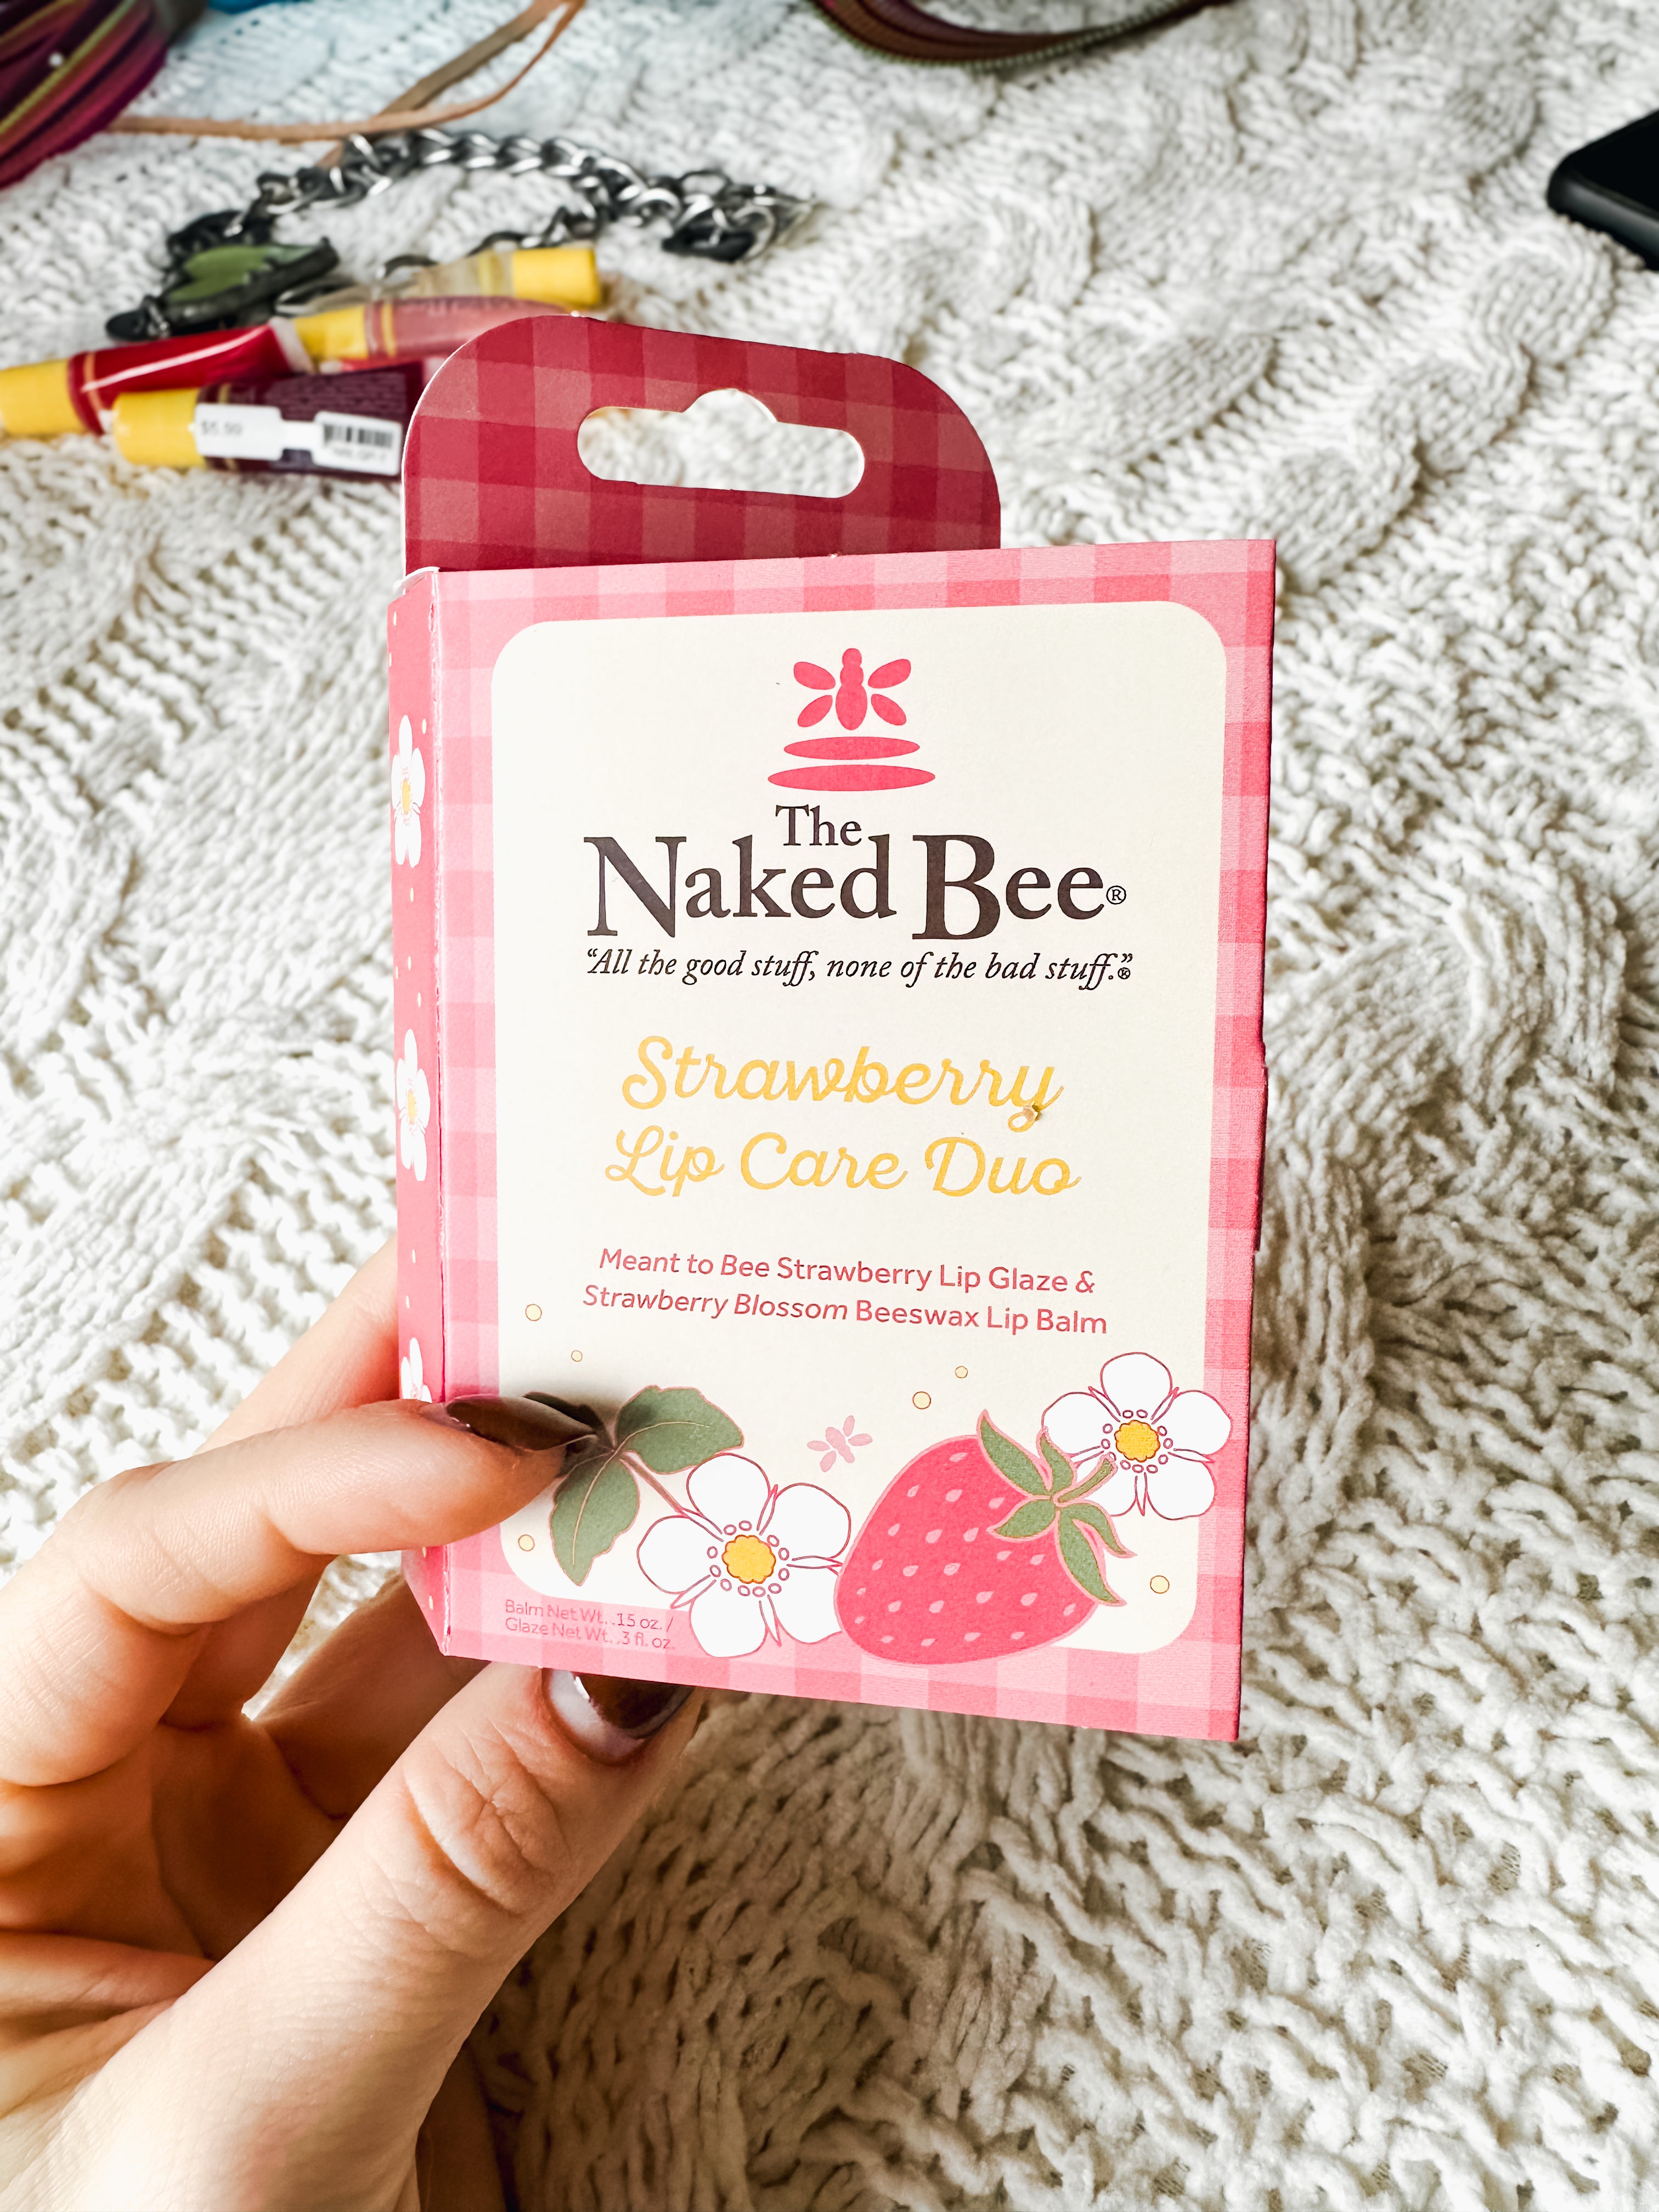 The
Naked Bee®
“All the good stuff, none of the bad stuff.”®
Strawberry
Lip Care Duo
Meant to Bee Strawberry Lip Glaze &
Strawberry Blossom Beeswax Lip Balm
Balm Net Wt. .15 oz. /
Glaze Net Wt. .3 fl. oz.
$5.99